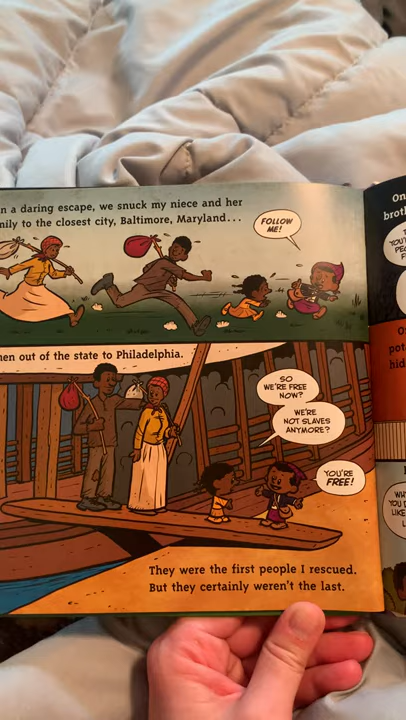 n a daring escape, we snuck my niece and her
mily to the closest city, Baltimore, Maryland...
FOLLOW
ME!
hen out of the state to Philadelphia.
SO
WE'RE FREE
NOW?
WE'RE
NOT SLAVES
ANYMORE?
YOU'RE
FREE!
They were the first people I rescued.
But they certainly weren't the last.